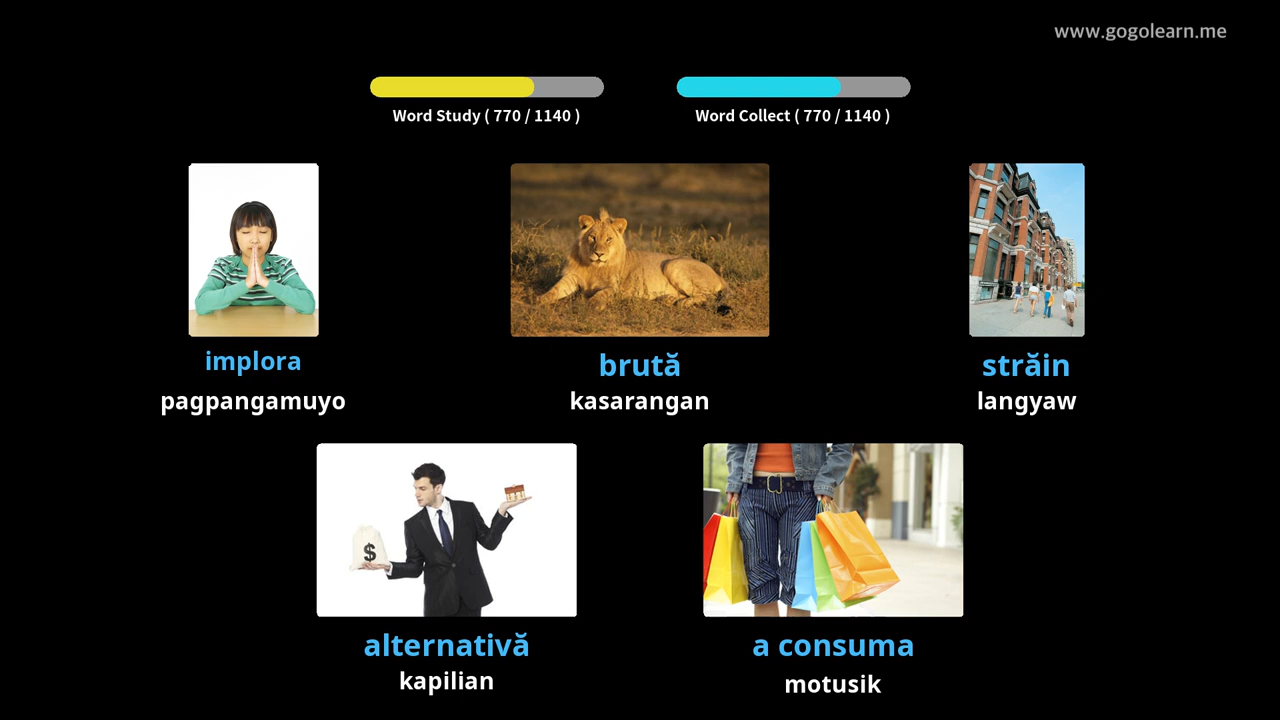 www.gogolearn.me
Word Study ( 770 / 1140 )
Word Collect ( 770 / 1140 )
implora
pagpangamuyo
brută
kasarangan
străin
langyaw
$
alternativă
kapilian
a consuma
motusik